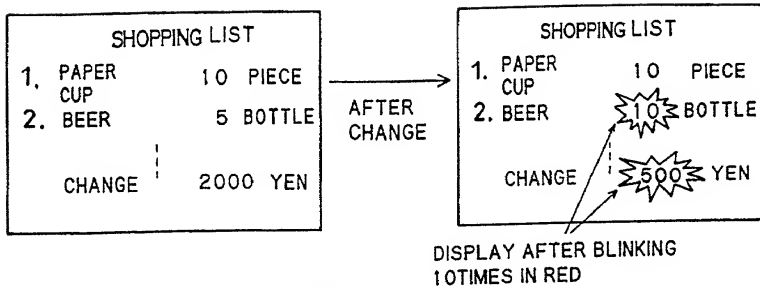 SHOPPING LIST
1. PAPER CUP 10 PIECE
2. BEER 5 BOTTLE
CHANGE 2000 YEN
AFTER
CHANGE
SHOPPING LIST
1. PAPER CUP 10 PIECE
2. BEER 10 BOTTLE
CHANGE 500 YEN
DISPLAY AFTER BLINKING
10TIMES IN RED